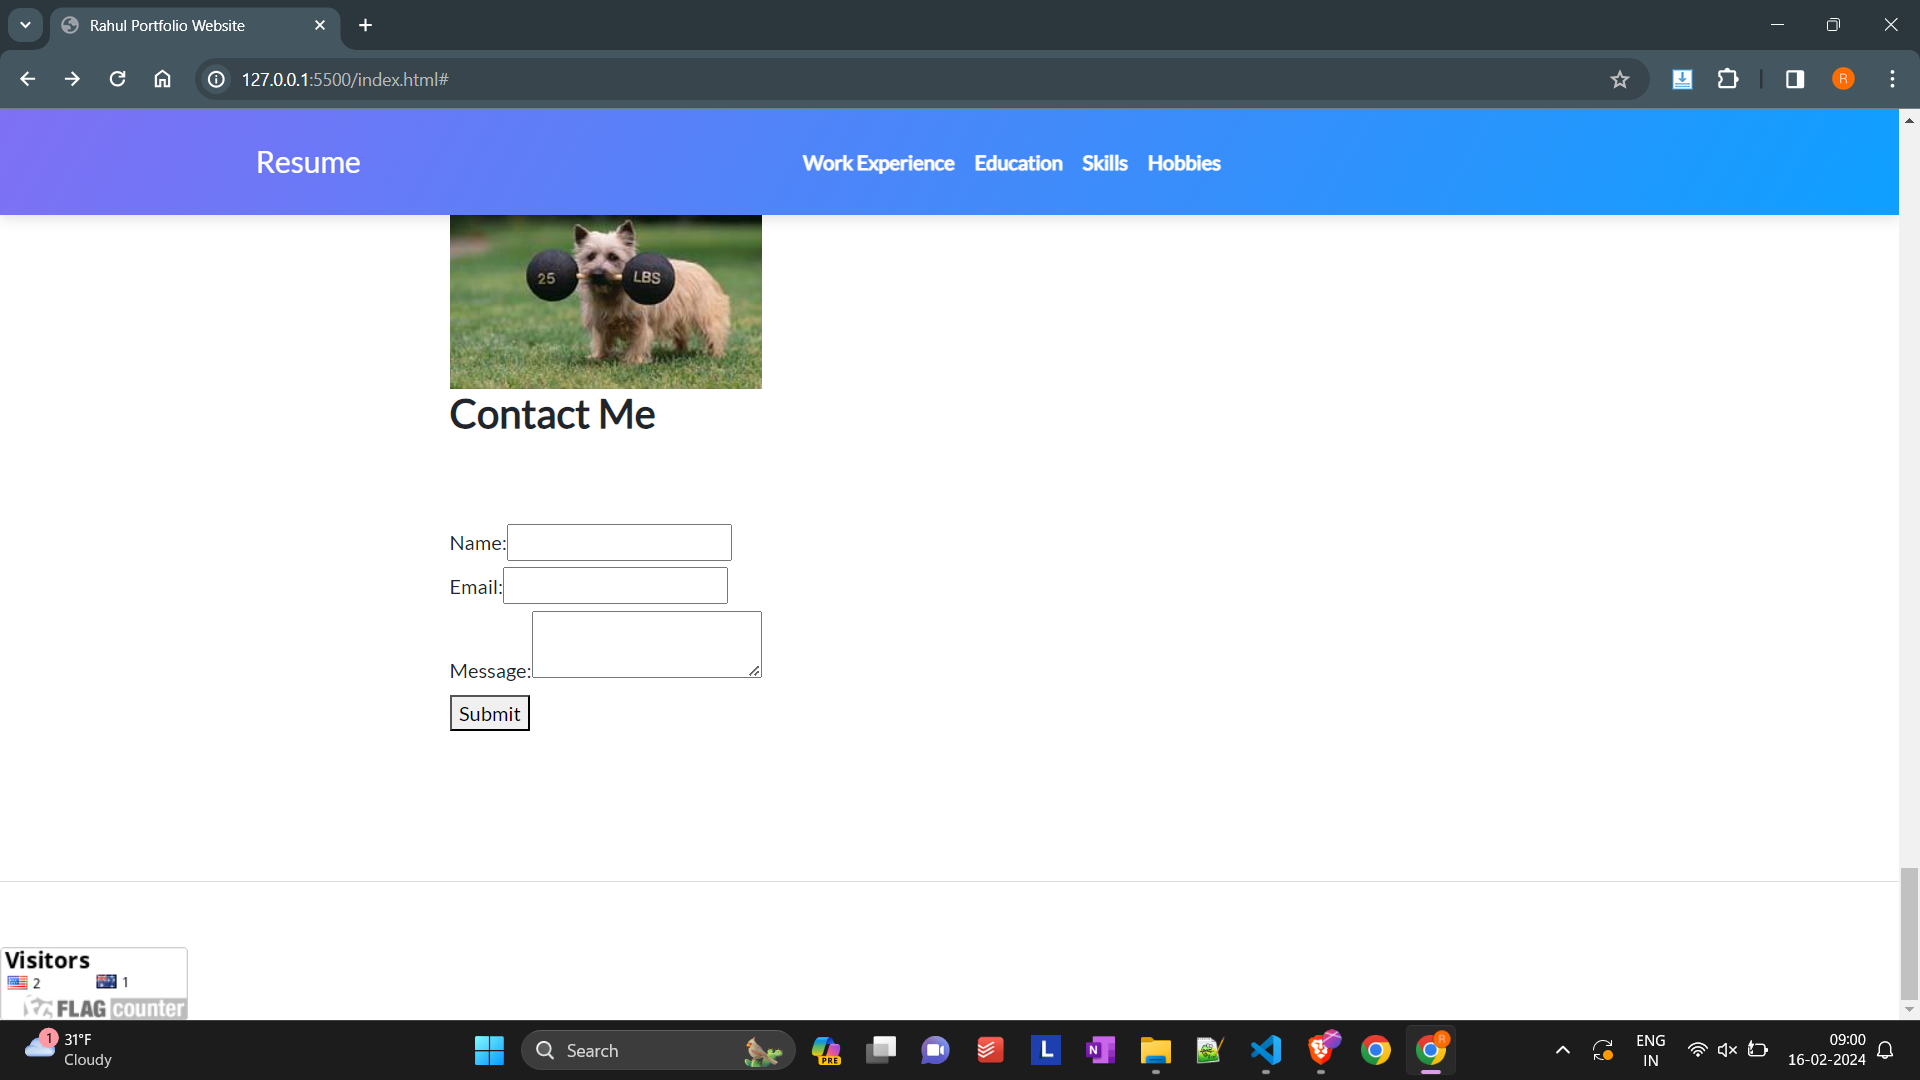 Rahul Portfolio Website
127.0.0.1:5500/index.html#
R
Resume
Work Experience Education Skills Hobbies
25 LBS
Contact Me
Name:
Email:
Message:
Submit
Visitors
2 1
FLAG counter
1 31°F
Cloudy
Search
PRE
L
N
R
ENG
IN
09:00
16-02-2024